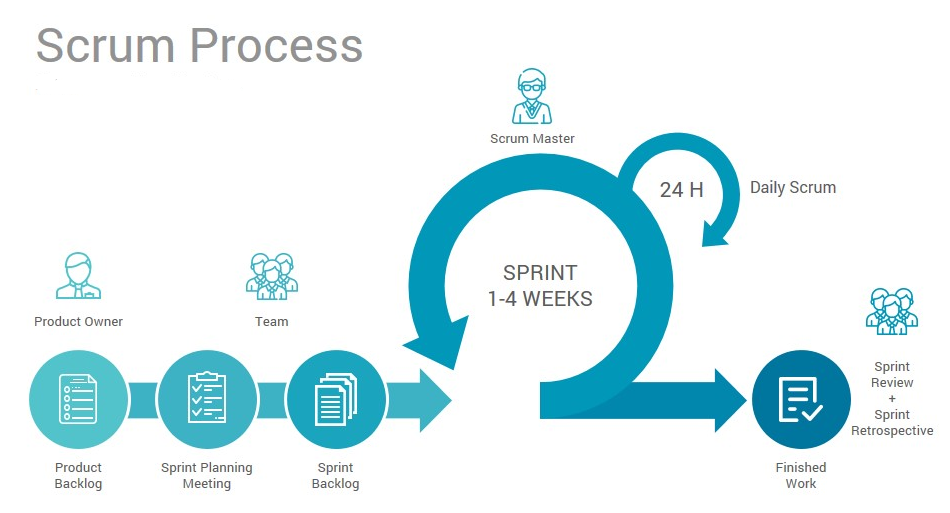 Scrum Process
Scrum Master
24 H
Daily Scrum
SPRINT
1-4 WEEKS
Product Owner
Team
Product
Backlog
Sprint Planning
Meeting
Sprint
Backlog
Finished
Work
Sprint
Review
+
Sprint
Retrospective